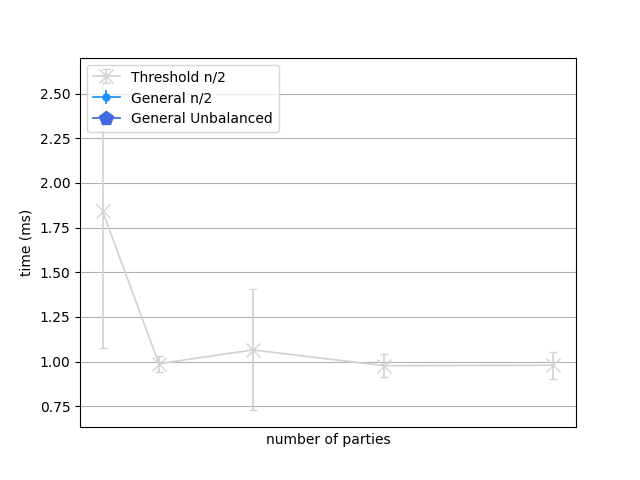 Threshold n/2
General n/2
General Unbalanced
2.50
2.25
2.00
1.75
1.50
1.25
1.00
0.75
time (ms)
number of parties